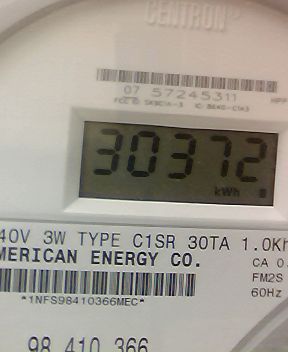 CENTRON®
07 57245311
30372
kWh
40V 3W TYPE C1SR 30TA 1.0Kh
MERICAN ENERGY CO.
CA 0.
FM2S
60Hz
*1NFS98410366MEC*
98 410 366